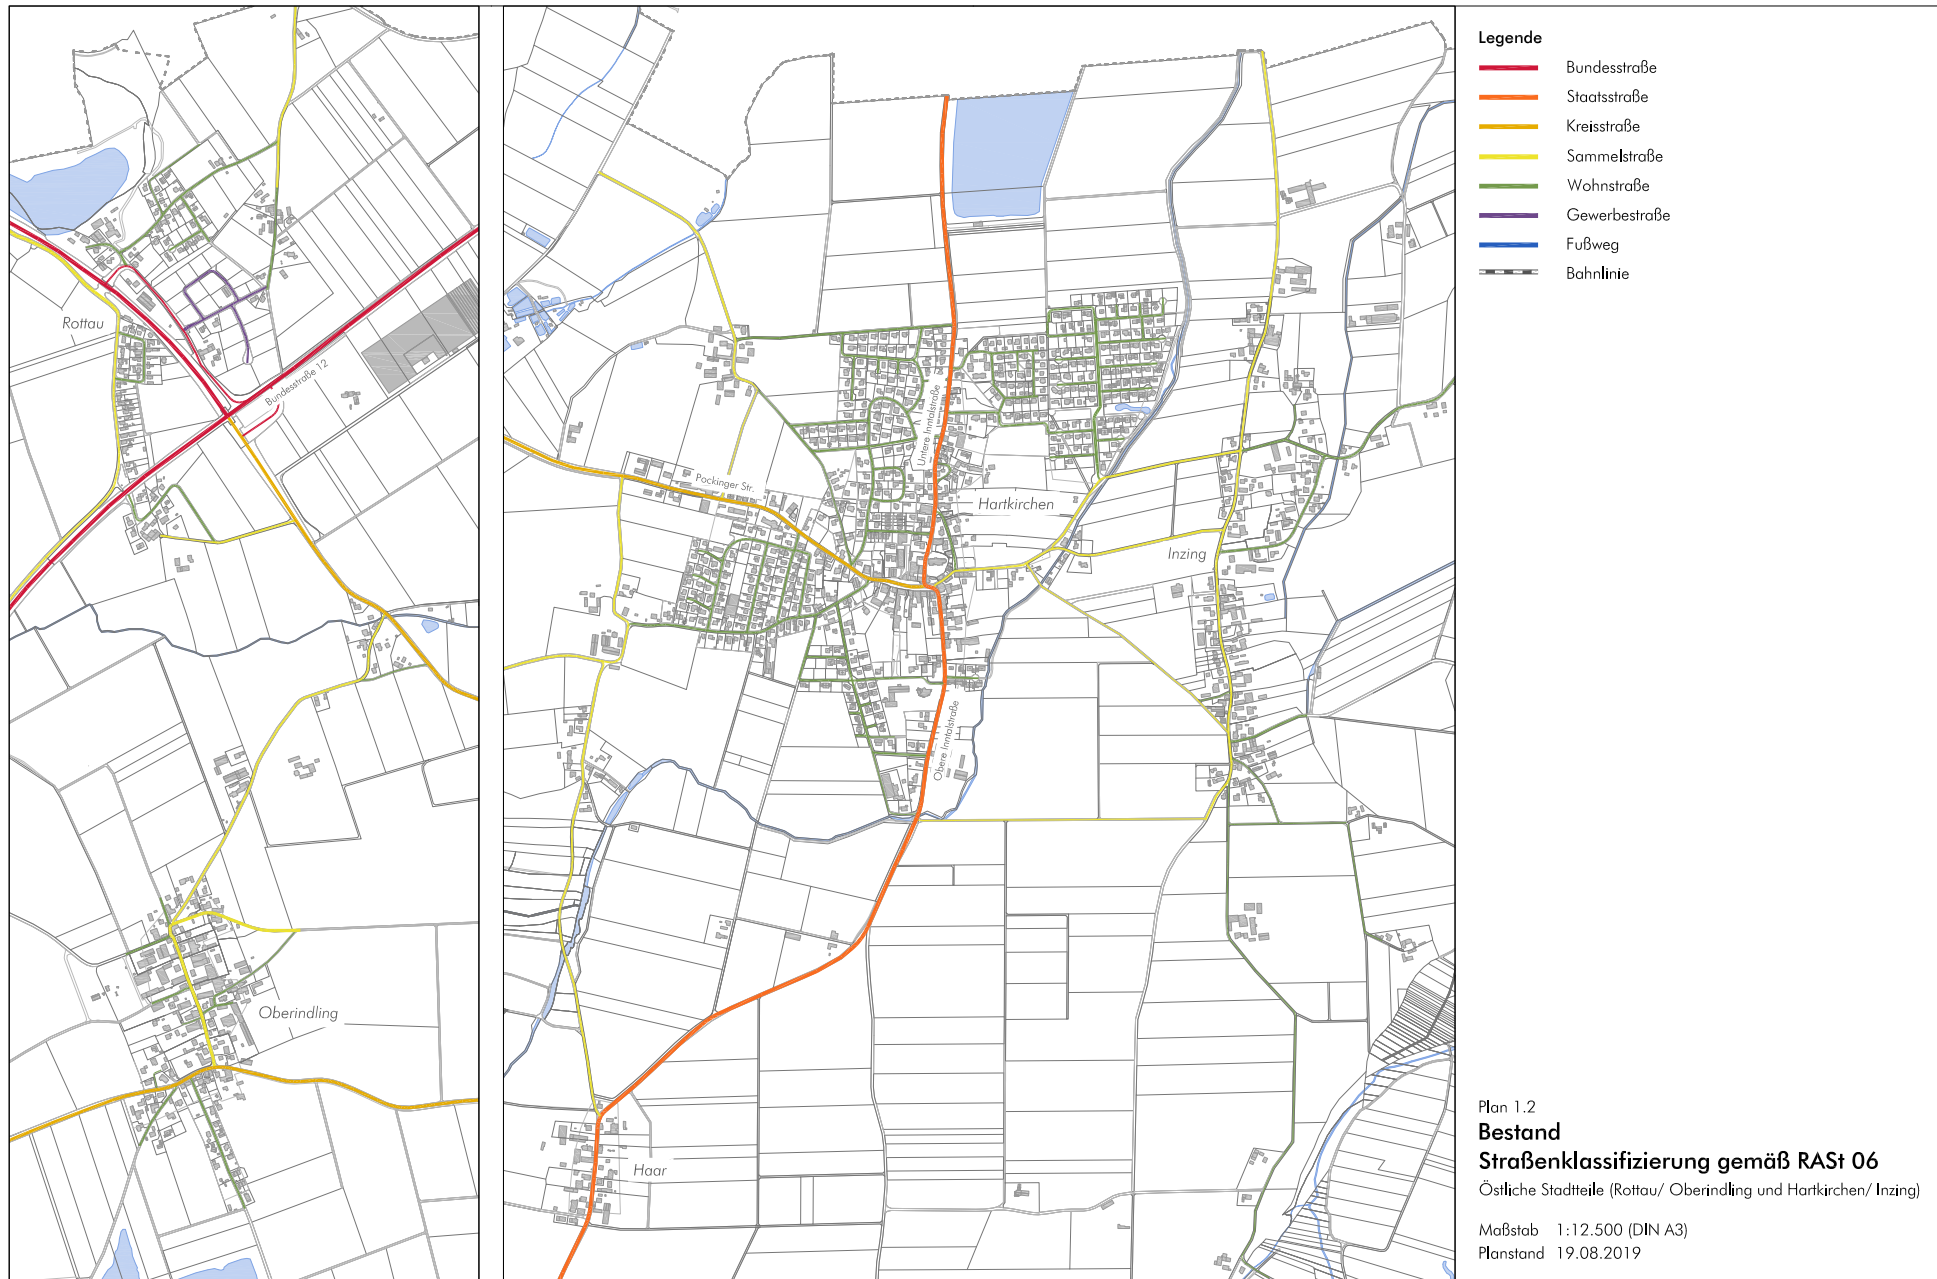 Rottau
Bundesstraße 12
Oberindling
Pockinger Str.
Untere Inntalstraße
Hartkirchen
Inzing
Obere Inntalstraße
Haar
Legende
Bundesstraße
Staatsstraße
Kreisstraße
Sammelstraße
Wohnstraße
Gewerbestraße
Fußweg
Bahnlinie
Plan 1.2
Bestand
Straßenklassifizierung gemäß RASt 06
Östliche Stadtteile (Rottau/ Oberindling und Hartkirchen/ Inzing)
Maßstab 1:12.500 (DIN A3)
Planstand 19.08.2019